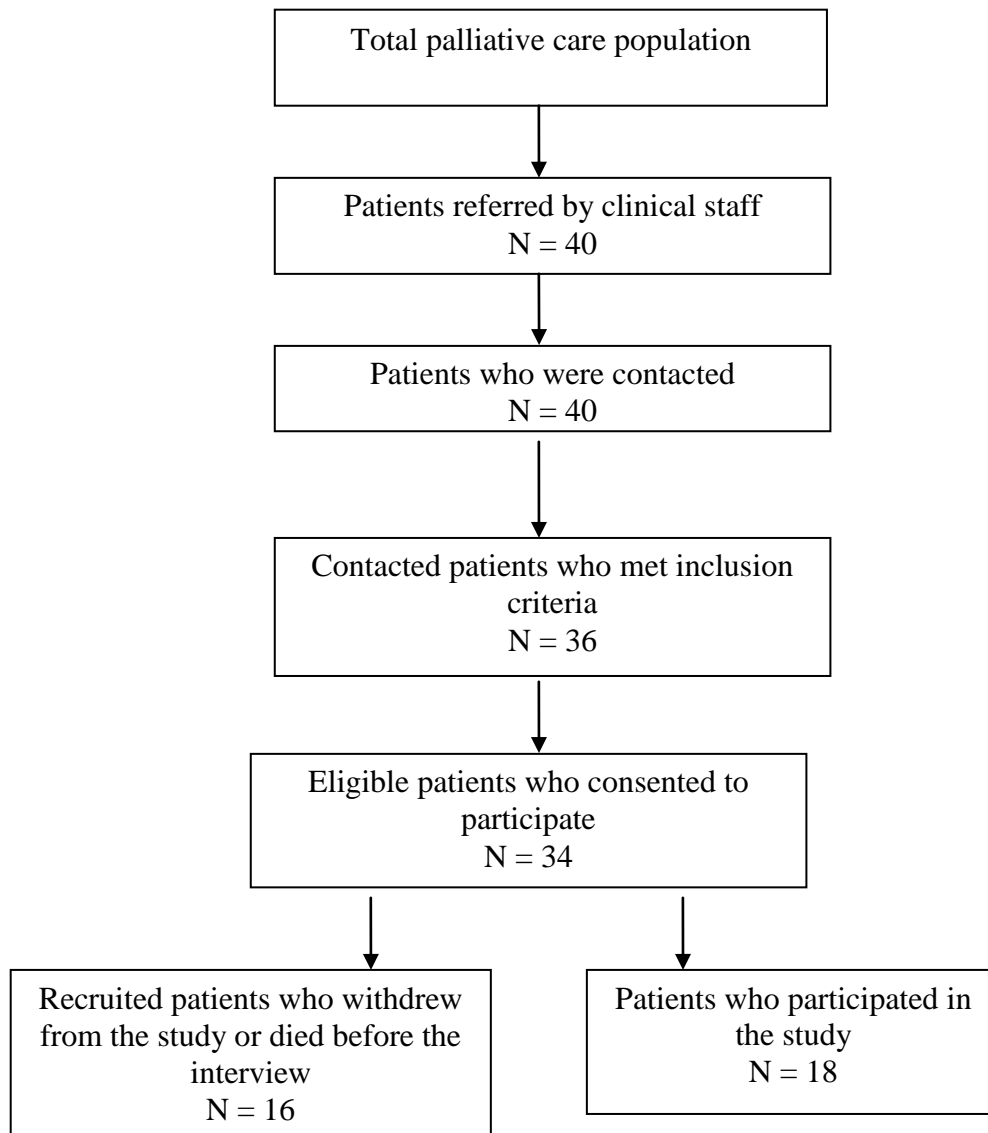 Total palliative care population
Patients referred by clinical staff
N = 40
Patients who were contacted
N = 40
Contacted patients who met inclusion
criteria
N = 36
Eligible patients who consented to
participate
N = 34
Recruited patients who withdrew
from the study or died before the
interview
N = 16
Patients who participated in
the study
N = 18